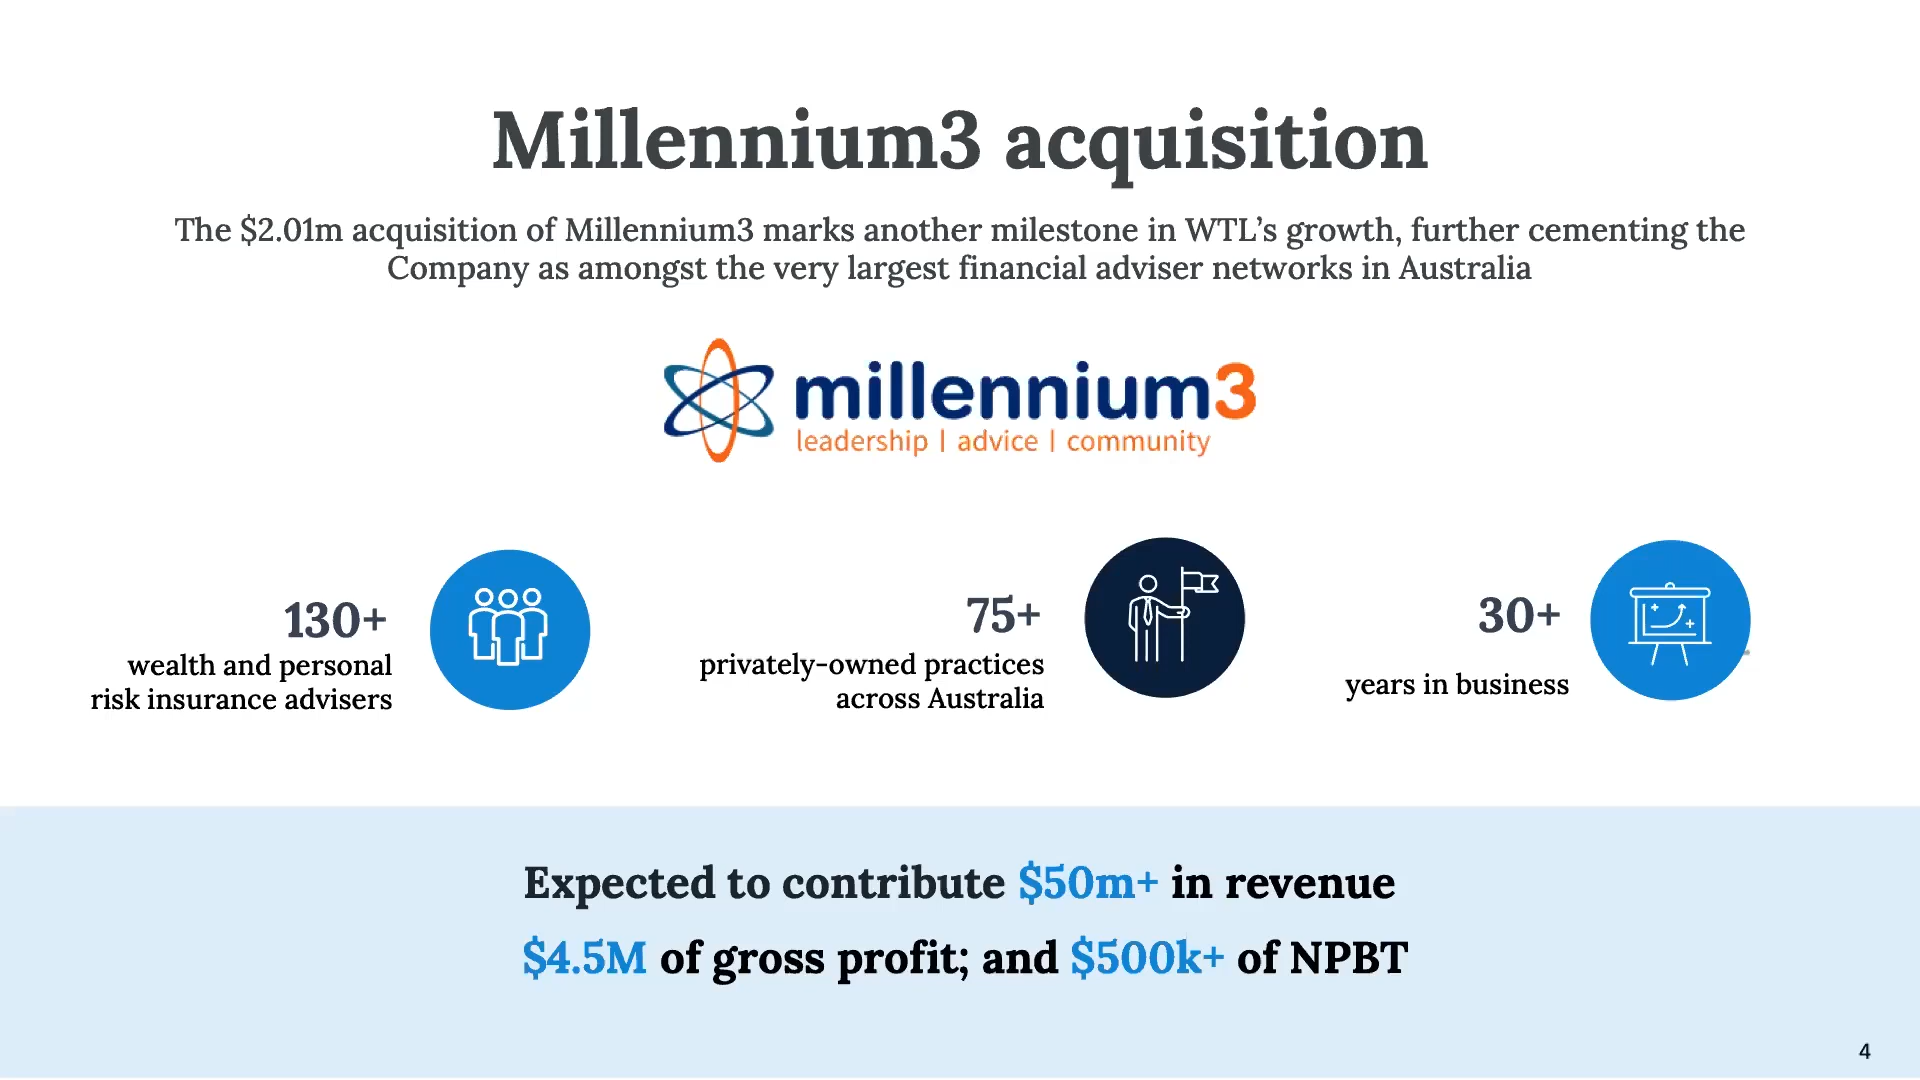 Millennium3 acquisition
The $2.01m acquisition of Millennium3 marks another milestone in WTL’s growth, further cementing the
Company as amongst the very largest financial adviser networks in Australia
millennium3
leadership | advice | community
130+
wealth and personal
risk insurance advisers
75+
privately-owned practices
across Australia
30+
years in business
Expected to contribute $50m+ in revenue
$4.5M of gross profit; and $500k+ of NPBT
4